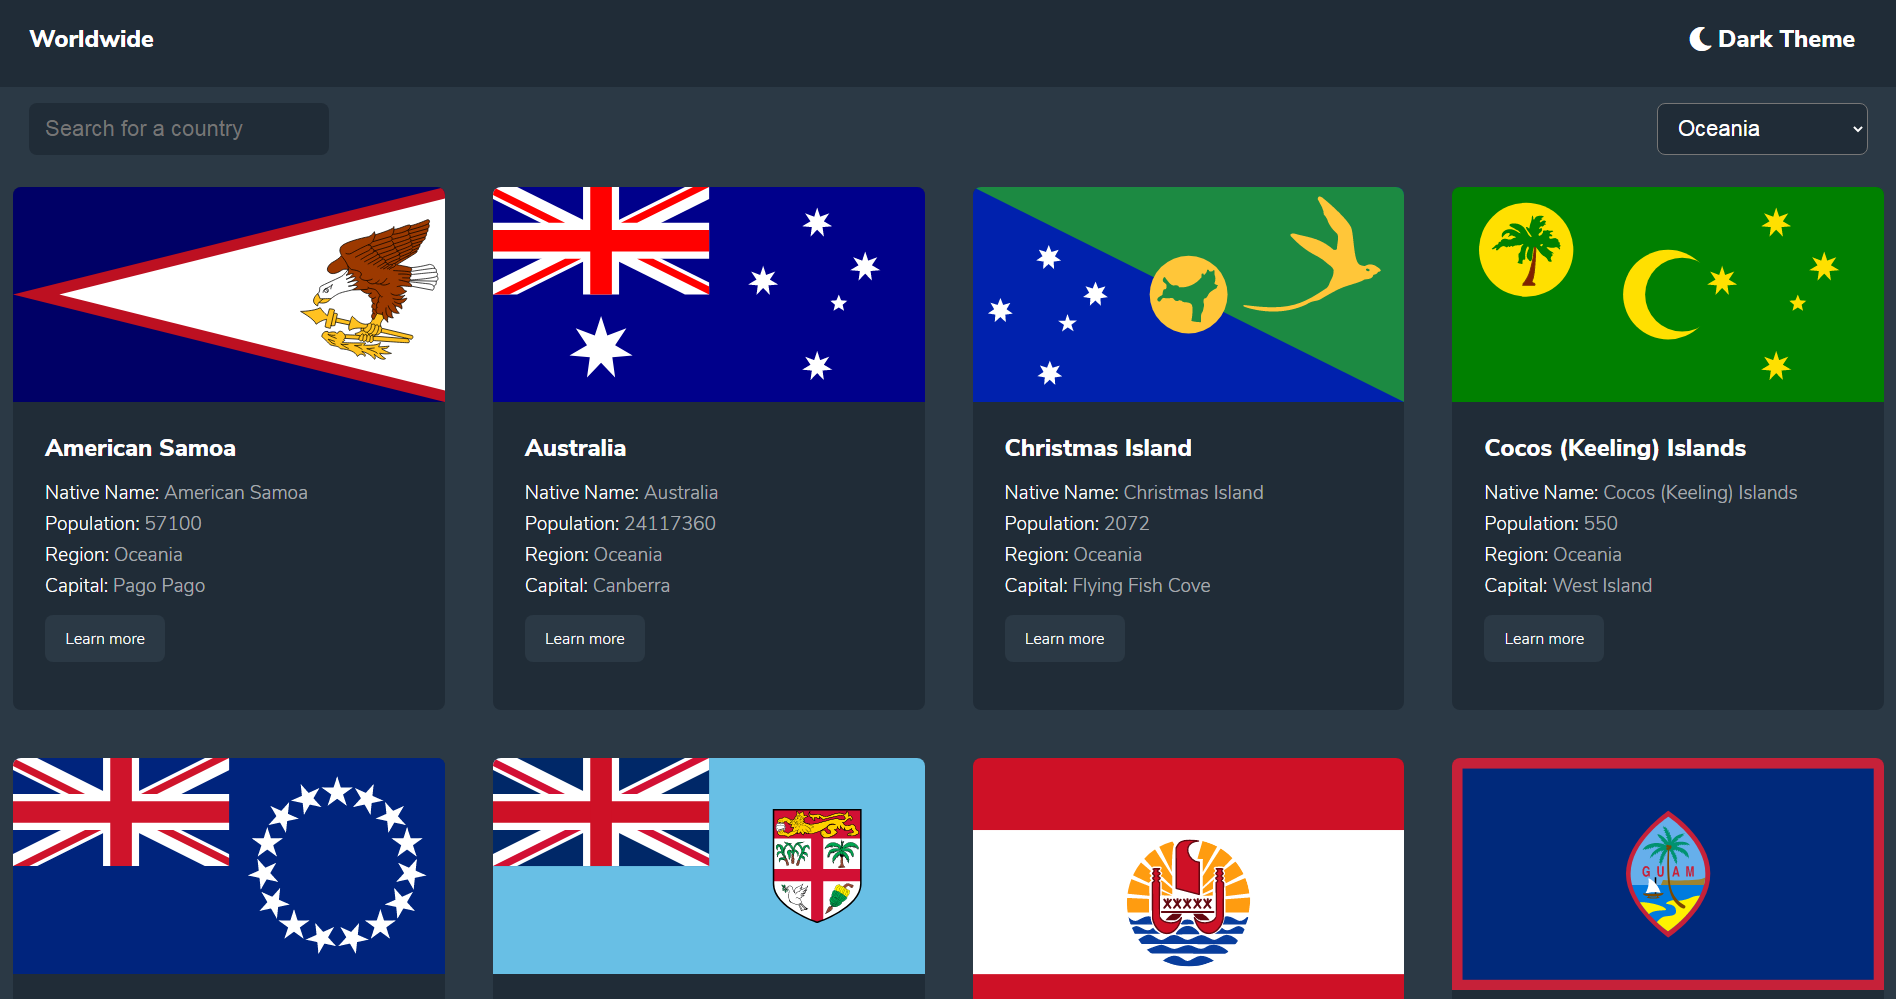 Worldwide
Dark Theme
Search for a country
Oceania
American Samoa
Native Name: American Samoa
Population: 57100
Region: Oceania
Capital: Pago Pago
Learn more
Australia
Native Name: Australia
Population: 24117360
Region: Oceania
Capital: Canberra
Learn more
Christmas Island
Native Name: Christmas Island
Population: 2072
Region: Oceania
Capital: Flying Fish Cove
Learn more
Cocos (Keeling) Islands
Native Name: Cocos (Keeling) Islands
Population: 550
Region: Oceania
Capital: West Island
Learn more
GUAM